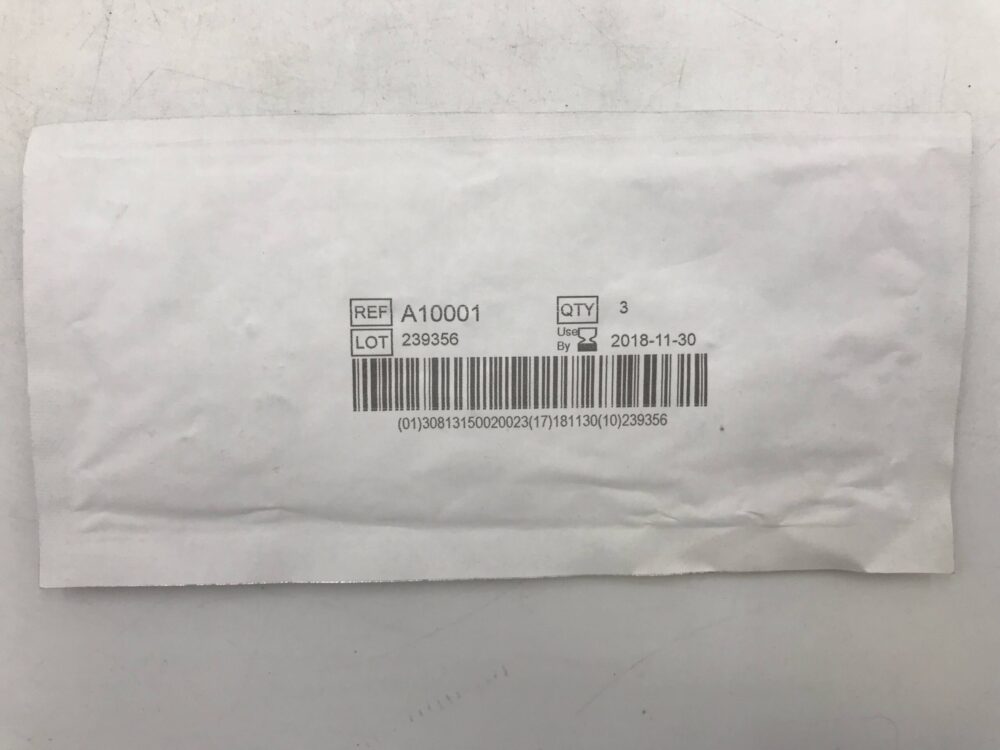 REF A10001 QTY 3
LOT 239356 Use By 2018-11-30
(01)30813150020023(17)181130(10)239356